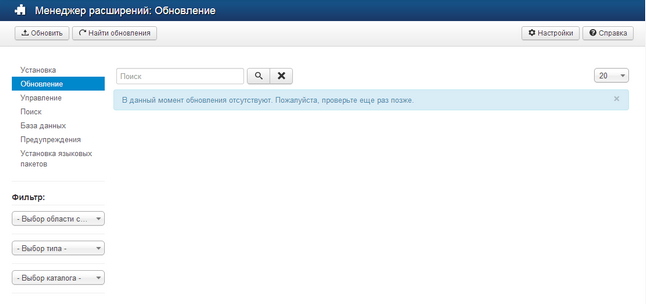 Менеджер расширений: Обновление
Обновить
Найти обновления
Настройки
Справка
Установка
Обновление
Управление
Поиск
База данных
Предупреждения
Установка языковых
пакетов
Поиск
20
В данный момент обновления отсутствуют. Пожалуйста, проверьте еще раз позже.
Фильтр:
- Выбор области с...
- Выбор типа -
- Выбор каталога -